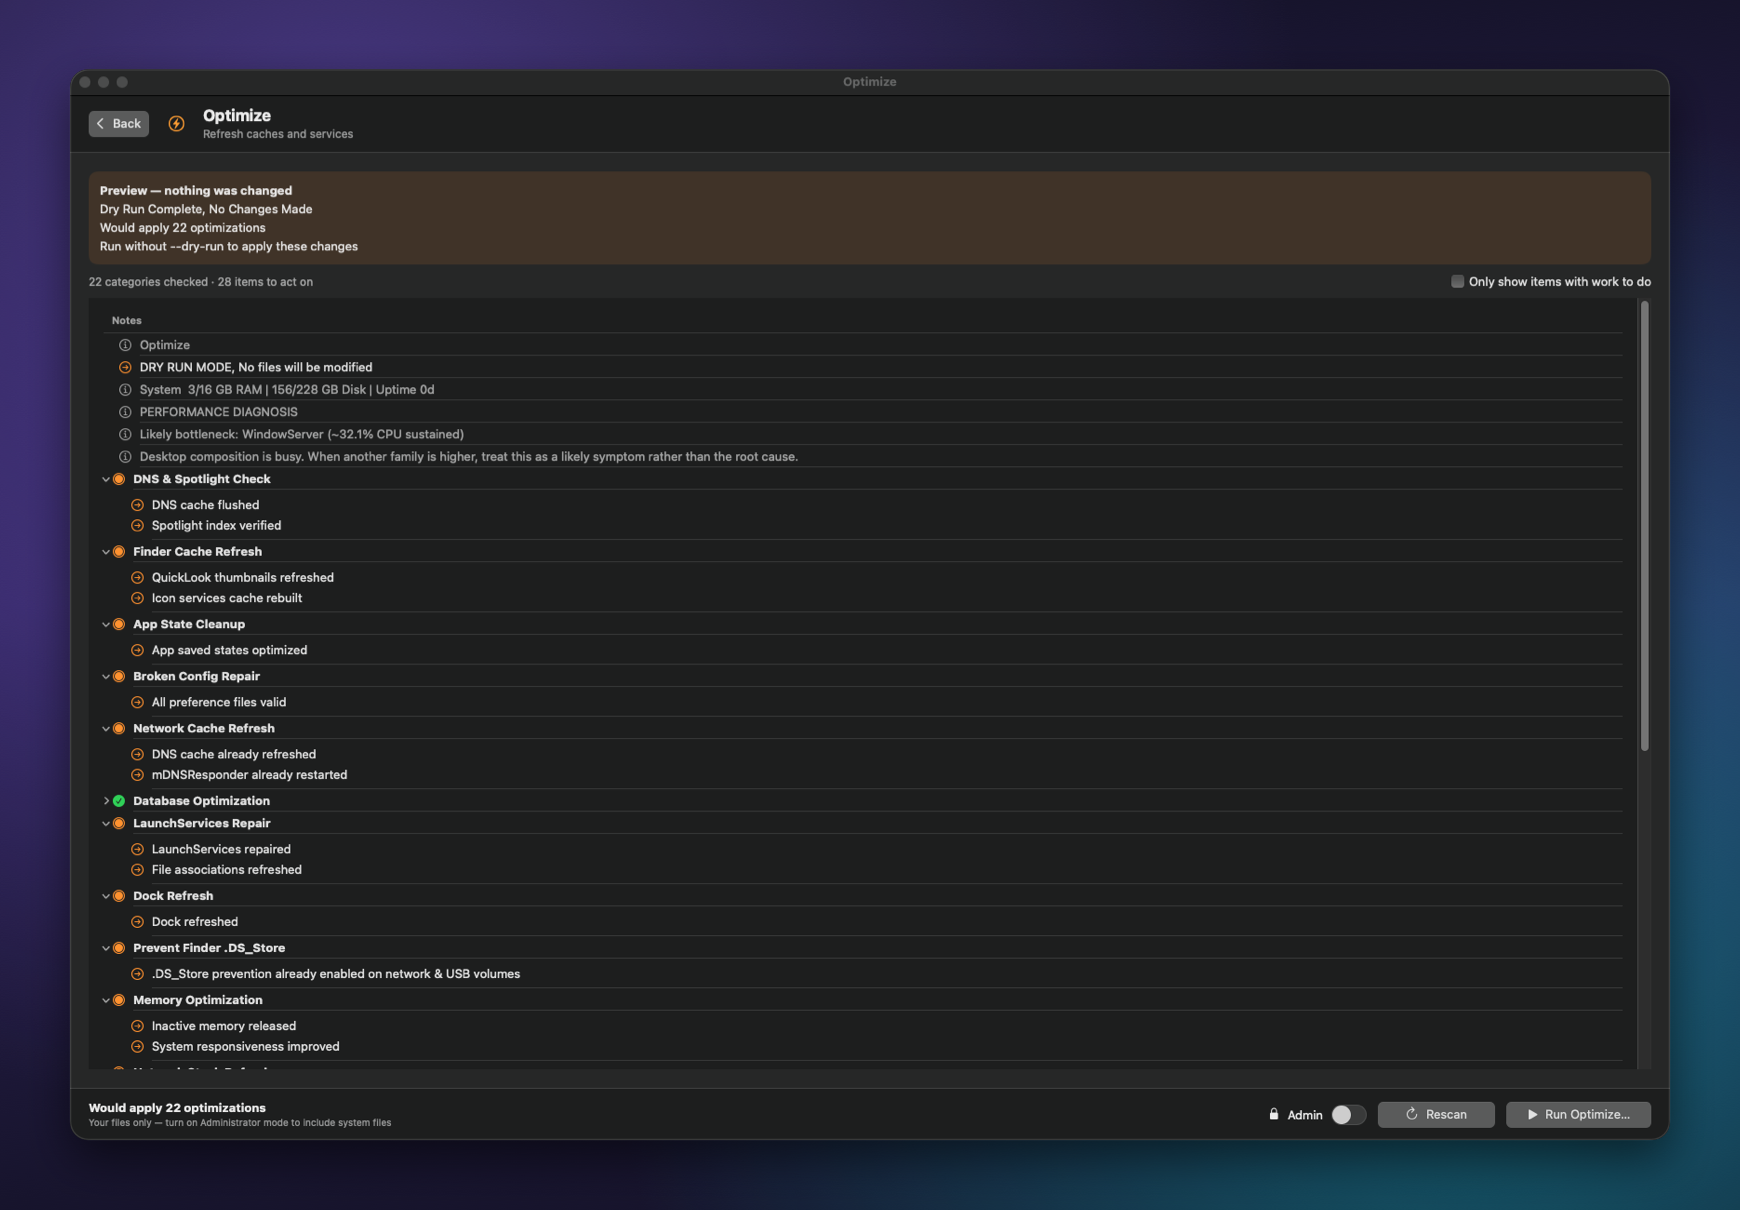 Optimize
Back
Optimize
Refresh caches and services
Preview — nothing was changed
Dry Run Complete, No Changes Made
Would apply 22 optimizations
Run without --dry-run to apply these changes
22 categories checked · 28 items to act on
Only show items with work to do
Notes
Optimize
DRY RUN MODE, No files will be modified
System  3/16 GB RAM | 156/228 GB Disk | Uptime 0d
PERFORMANCE DIAGNOSIS
Likely bottleneck: WindowServer (~32.1% CPU sustained)
Desktop composition is busy. When another family is higher, treat this as a likely symptom rather than the root cause.
DNS & Spotlight Check
DNS cache flushed
Spotlight index verified
Finder Cache Refresh
QuickLook thumbnails refreshed
Icon services cache rebuilt
App State Cleanup
App saved states optimized
Broken Config Repair
All preference files valid
Network Cache Refresh
DNS cache already refreshed
mDNSResponder already restarted
Database Optimization
LaunchServices Repair
LaunchServices repaired
File associations refreshed
Dock Refresh
Dock refreshed
Prevent Finder .DS_Store
.DS_Store prevention already enabled on network & USB volumes
Memory Optimization
Inactive memory released
System responsiveness improved
Would apply 22 optimizations
Your files only — turn on Administrator mode to include system files
Admin
Rescan
Run Optimize...